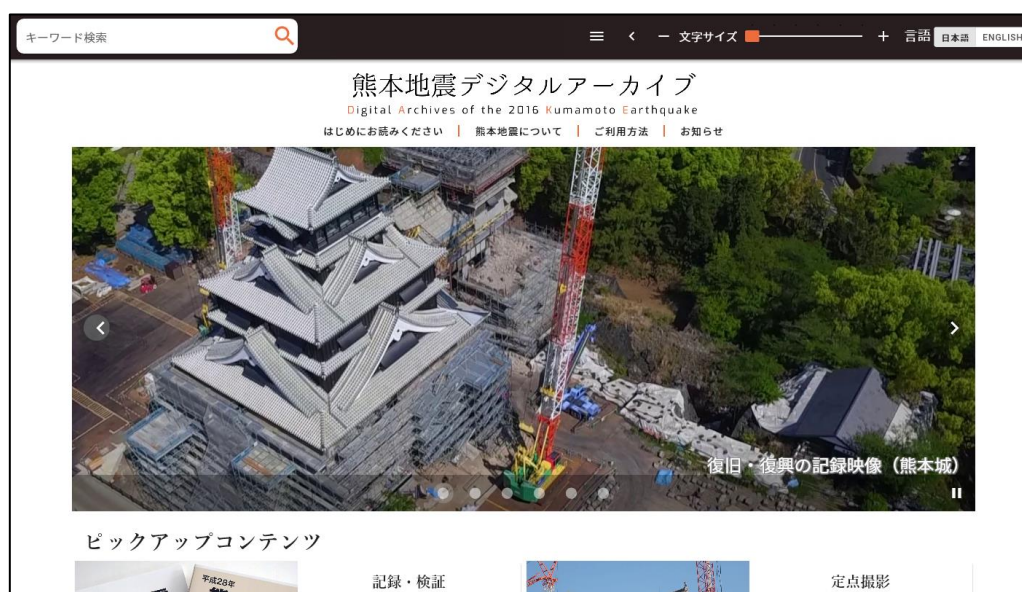 キーワード検索
文字サイズ
言語 日本語 ENGLISH
熊本地震デジタルアーカイブ
Digital Archives of the 2016 Kumamoto Earthquake
はじめにお読みください | 熊本地震について | ご利用方法 | お知らせ
復旧・復興の記録映像（熊本城）
ピックアップコンテンツ
平成28年
記録・検証
定点撮影